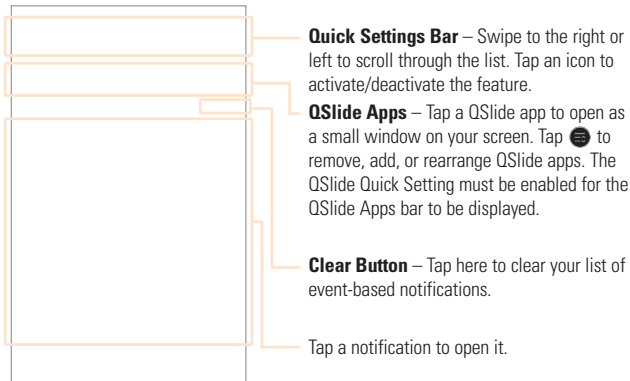 Quick Settings Bar – Swipe to the right or
left to scroll through the list. Tap an icon to
activate/deactivate the feature.
QSlide Apps – Tap a QSlide app to open as
a small window on your screen. Tap to
remove, add, or rearrange QSlide apps. The
QSlide Quick Setting must be enabled for the
QSlide Apps bar to be displayed.
Clear Button – Tap here to clear your list of
event-based notifications.
Tap a notification to open it.